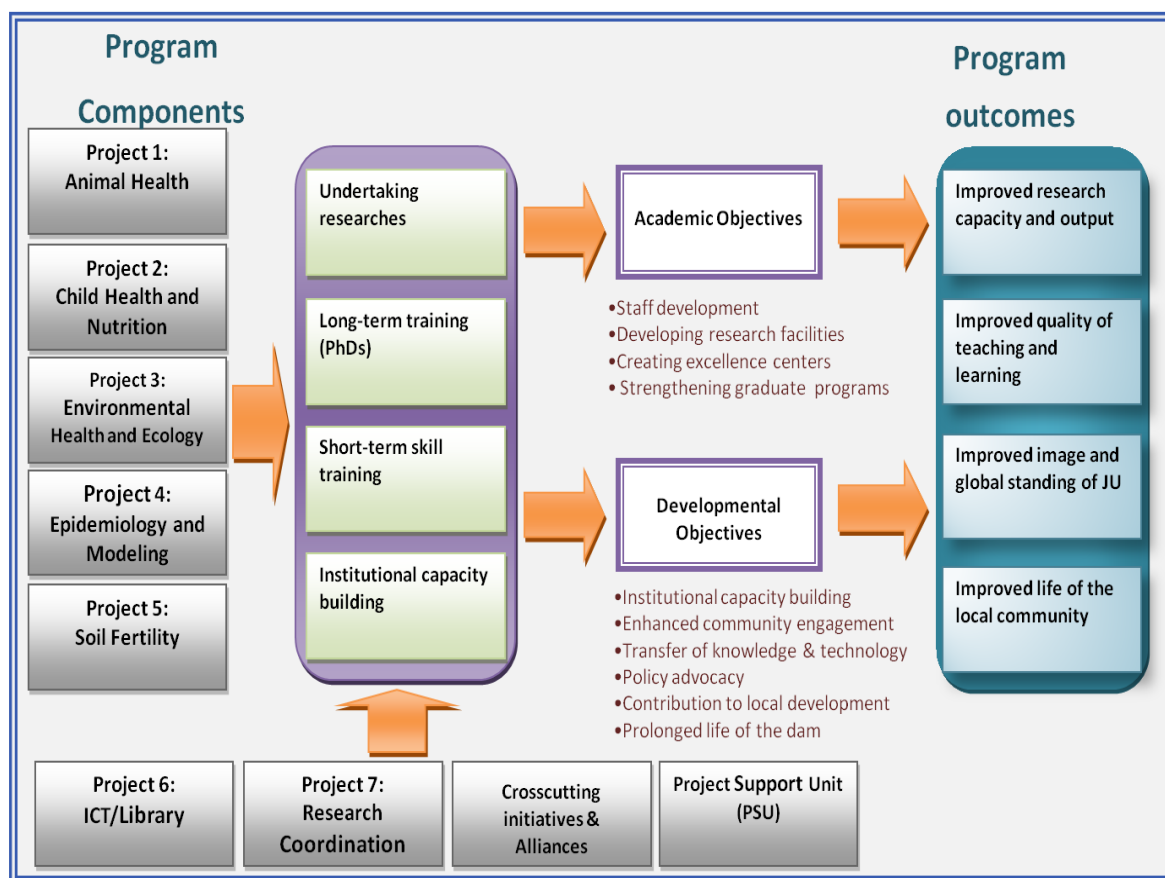 Program
Components
Project 1:
Animal Health
Project 2:
Child Health and
Nutrition
Project 3:
Environmental
Health and Ecology
Project 4:
Epidemiology and
Modeling
Project 5:
Soil Fertility
Undertaking
researches
Long-term training
(PhDs)
Short-term skill
training
Institutional capacity
building
Academic Objectives
•Staff development
•Developing research facilities
•Creating excellence centers
• Strengthening graduate programs
Developmental
Objectives
•Institutional capacity building
•Enhanced community engagement
•Transfer of knowledge & technology
•Policy advocacy
•Contribution to local development
•Prolonged life of the dam
Program
outcomes
Improved research
capacity and output
Improved quality of
teaching and
learning
Improved image and
global standing of JU
Improved life of the
local community
Project 6:
ICT/Library
Project 7:
Research
Coordination
Crosscutting
initiatives &
Alliances
Project Support Unit
(PSU)